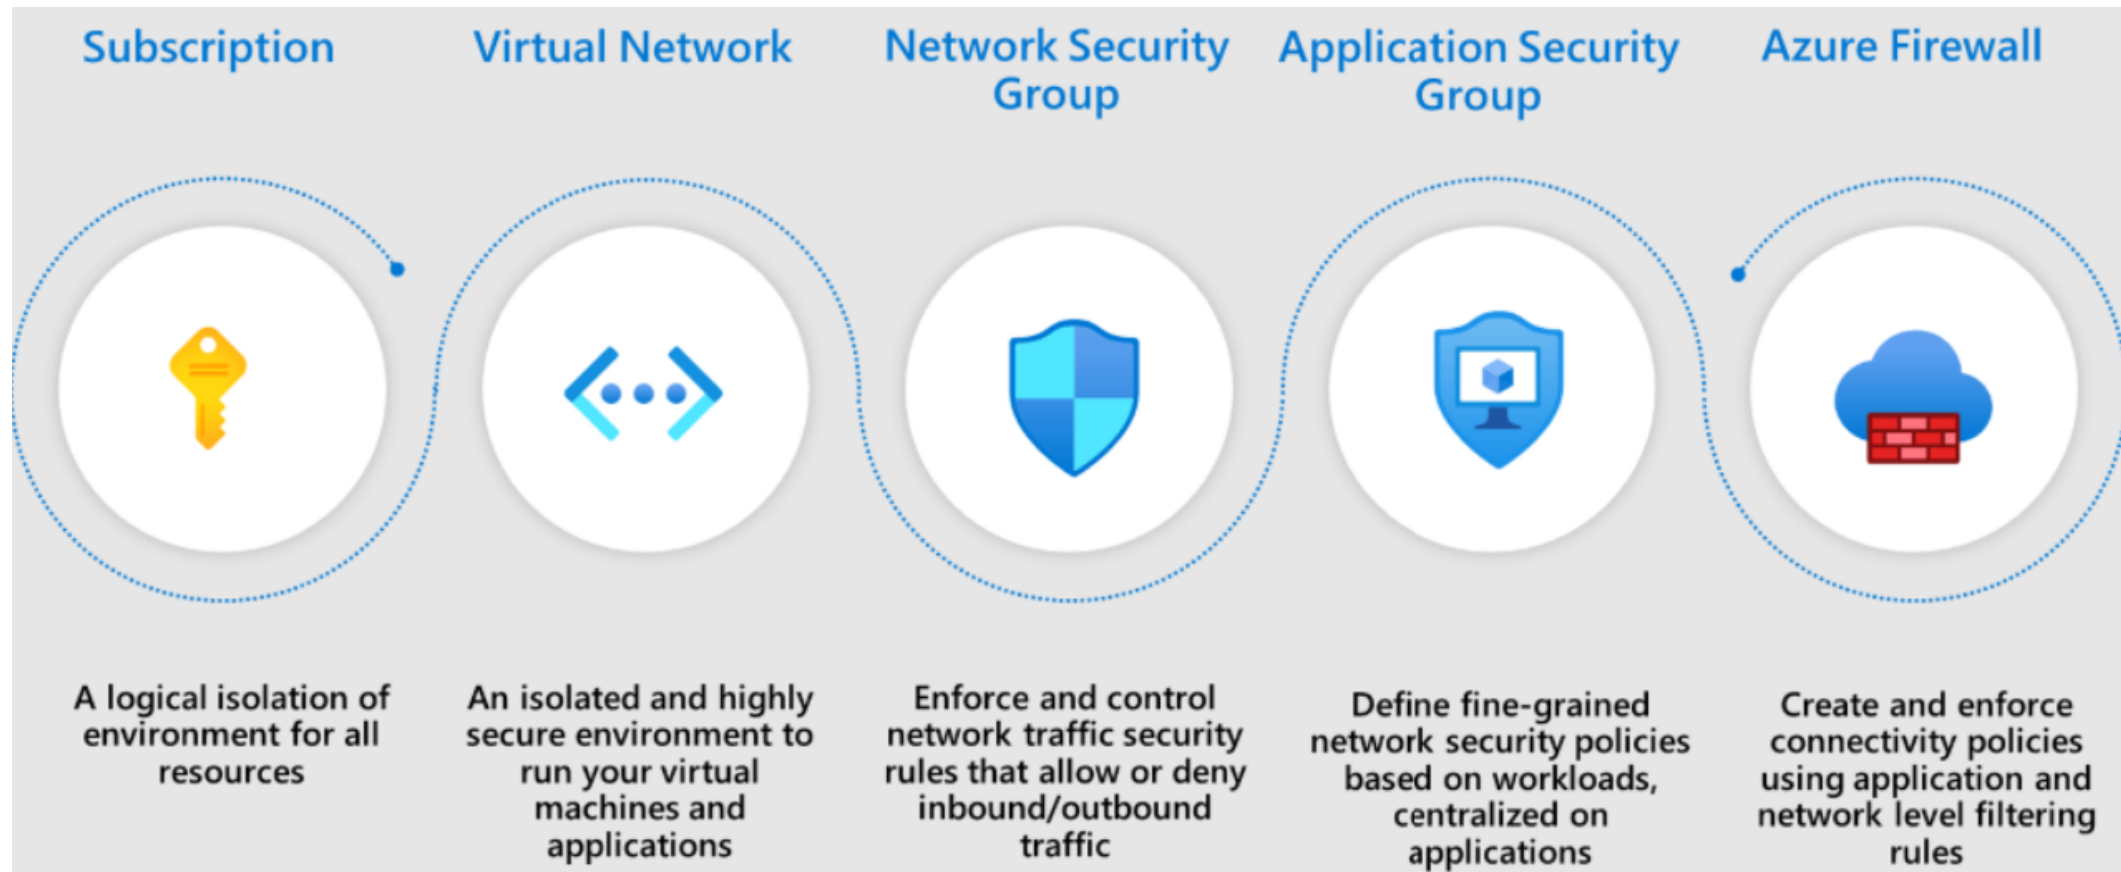 Subscription
Virtual Network
Network Security
Group
Application Security
Group
Azure Firewall
A logical isolation of
environment for all
resources
An isolated and highly
secure environment to
run your virtual
machines and
applications
Enforce and control
network traffic security
rules that allow or deny
inbound/outbound
traffic
Define fine-grained
network security policies
based on workloads,
centralized on
applications
Create and enforce
connectivity policies
using application and
network level filtering
rules